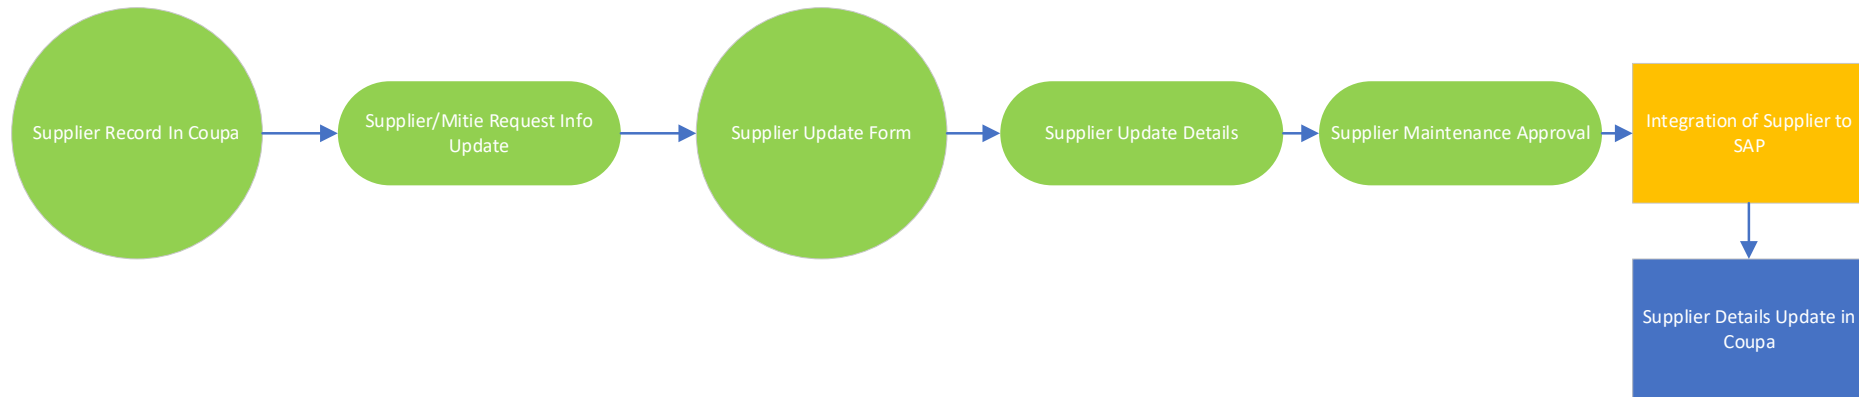 Supplier Record In Coupa
Supplier/Mitie Request Info
Update
Supplier Update Form
Supplier Update Details
Supplier Maintenance Approval
Integration of Supplier to
SAP
Supplier Details Update in
Coupa